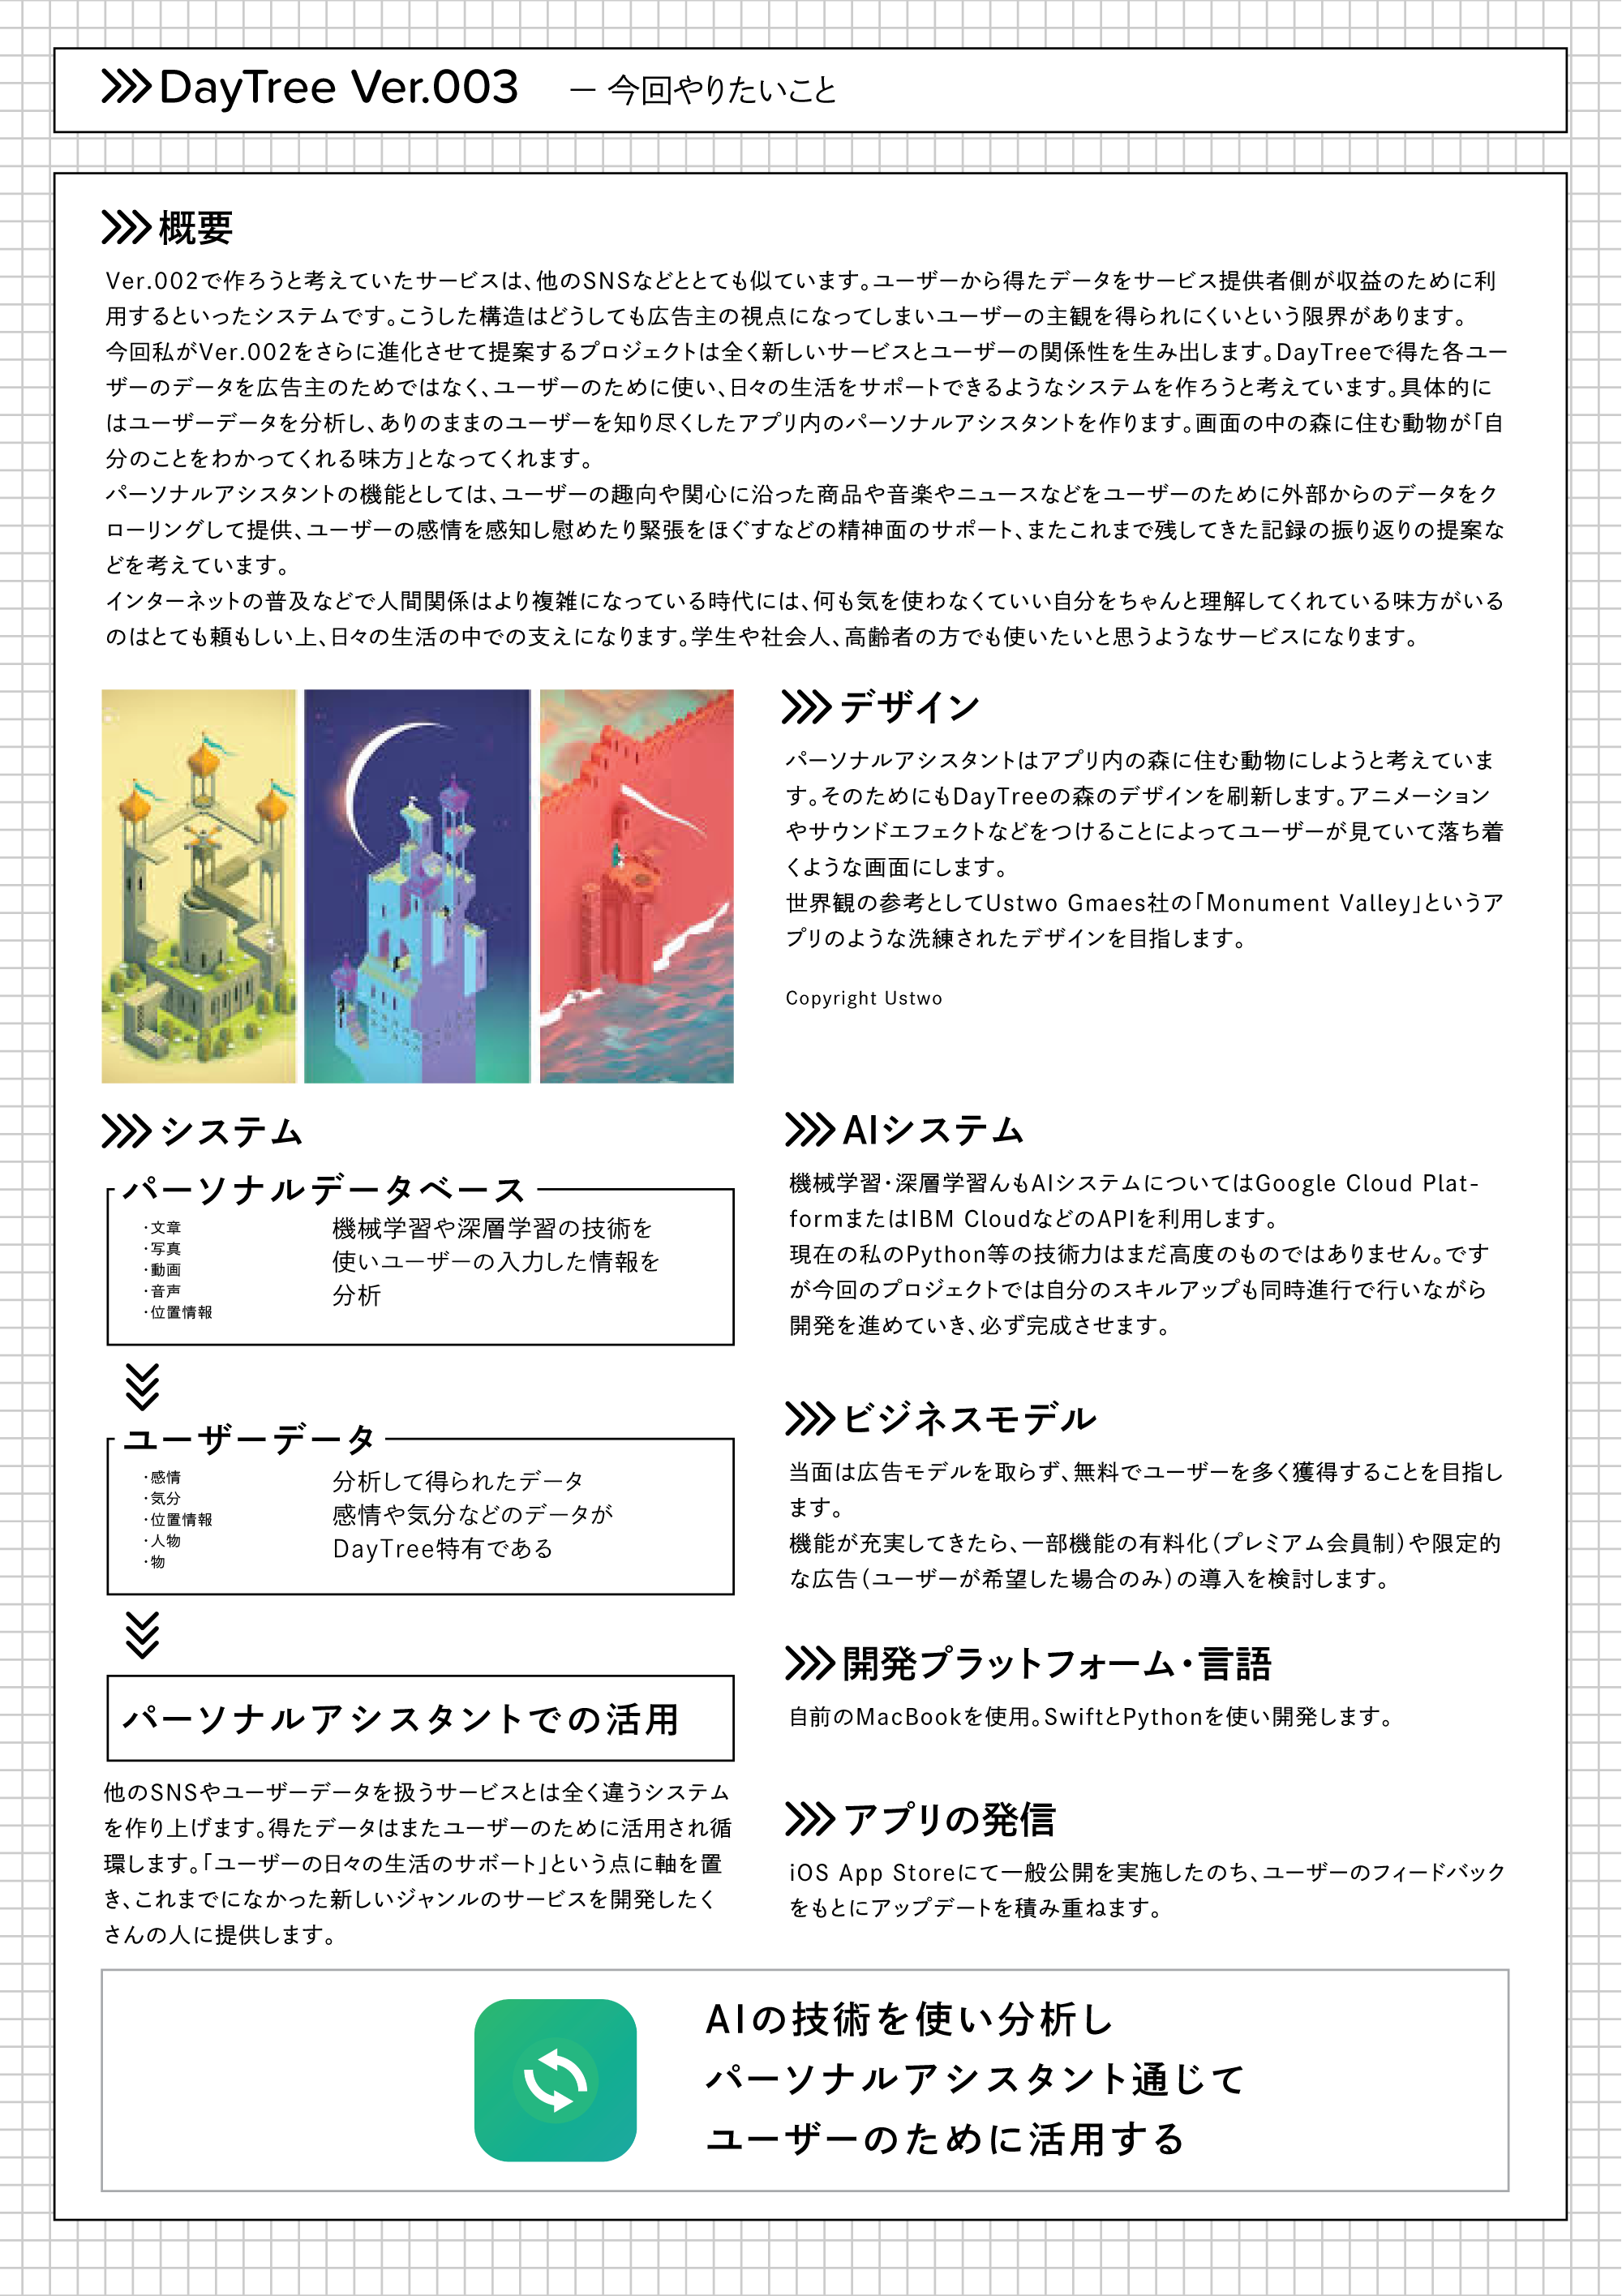 DayTree Ver.003 — 今回やりたいこと
概要
Ver.002で作ろうと考えていたサービスは、他のSNSなどととても似ています。ユーザーから得たデータをサービス提供者側が収益のために利
用するといったシステムです。こうした構造はどうしても広告主の視点になってしまいユーザーの主観を得られにくいという限界があります。
今回私がVer.002をさらに進化させて提案するプロジェクトは全く新しいサービスとユーザーの関係性を生み出します。DayTreeで得た各ユー
ザーのデータを広告主のためではなく、ユーザーのために使い、日々の生活をサポートできるようなシステムを作ろうと考えています。具体的に
はユーザーデータを分析し、ありのままのユーザーを知り尽くしたアプリ内のパーソナルアシスタントを作ります。画面の中の森に住む動物が「自
分のことをわかってくれる味方」となってくれます。
パーソナルアシスタントの機能としては、ユーザーの趣向や関心に沿った商品や音楽やニュースなどをユーザーのために外部からのデータをク
ローリングして提供、ユーザーの感情を感知し慰めたり緊張をほぐすなどの精神面のサポート、またこれまで残してきた記録の振り返りの提案な
どを考えています。
インターネットの普及などで人間関係はより複雑になっている時代には、何も気を使わなくていい自分をちゃんと理解してくれている味方がいる
のはとても頼もしい上、日々の生活の中での支えになります。学生や社会人、高齢者の方でも使いたいと思うようなサービスになります。
デザイン
パーソナルアシスタントはアプリ内の森に住む動物にしようと考えていま
す。そのためにもDayTreeの森のデザインを刷新します。アニメーション
やサウンドエフェクトなどをつけることによってユーザーが見ていて落ち着
くような画面にします。
世界観の参考としてUstwo Gmaes社の「Monument Valley」というア
プリのような洗練されたデザインを目指します。
Copyright Ustwo
システム
パーソナルデータベース
・文章
・写真
・動画
・音声
・位置情報
機械学習や深層学習の技術を
使いユーザーの入力した情報を
分析
ユーザーデータ
・感情
・気分
・位置情報
・人物
・物
分析して得られたデータ
感情や気分などのデータが
DayTree特有である
パーソナルアシスタントでの活用
他のSNSやユーザーデータを扱うサービスとは全く違うシステム
を作り上げます。得たデータはまたユーザーのために活用され循
環します。「ユーザーの日々の生活のサポート」という点に軸を置
き、これまでになかった新しいジャンルのサービスを開発したく
さんの人に提供します。
AIシステム
機械学習・深層学習んもAIシステムについてはGoogle Cloud Plat-
formまたはIBM CloudなどのAPIを利用します。
現在の私のPython等の技術力はまだ高度のものではありません。です
が今回のプロジェクトでは自分のスキルアップも同時進行で行いながら
開発を進めていき、必ず完成させます。
ビジネスモデル
当面は広告モデルを取らず、無料でユーザーを多く獲得することを目指し
ます。
機能が充実してきたら、一部機能の有料化（プレミアム会員制）や限定的
な広告（ユーザーが希望した場合のみ）の導入を検討します。
開発プラットフォーム・言語
自前のMacBookを使用。SwiftとPythonを使い開発します。
アプリの発信
iOS App Storeにて一般公開を実施したのち、ユーザーのフィードバック
をもとにアップデートを積み重ねます。
AIの技術を使い分析し
パーソナルアシスタント通じて
ユーザーのために活用する